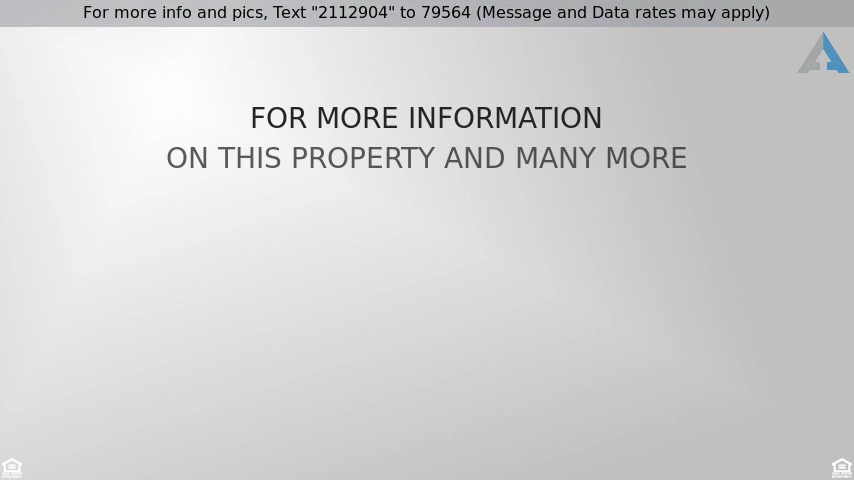 For more info and pics, Text "2112904" to 79564 (Message and Data rates may apply)
FOR MORE INFORMATION
ON THIS PROPERTY AND MANY MORE